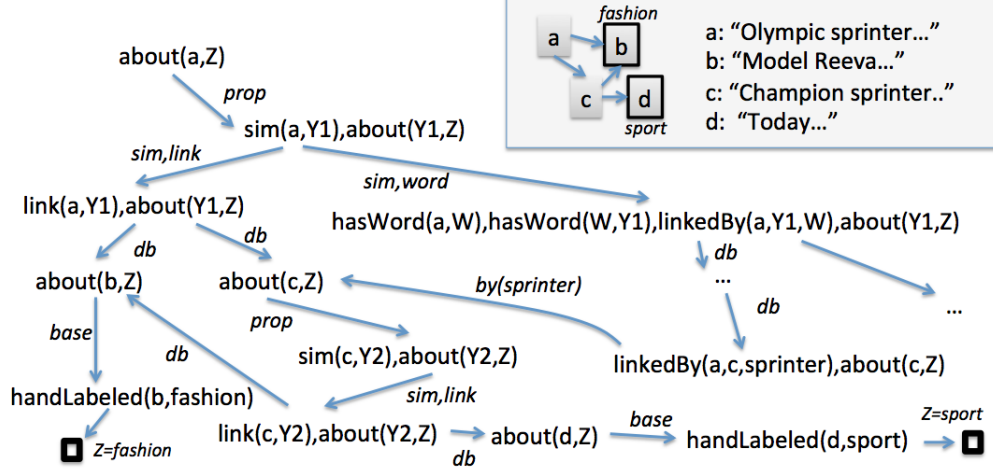 fashion
a
b
c
d
sport
a: “Olympic sprinter…”
b: “Model Reeva…”
c: “Champion sprinter..”
d: “Today…”
about(a,Z)
prop
sim(a,Y1),about(Y1,Z)
sim,link
sim,word
link(a,Y1),about(Y1,Z)
hasWord(a,W),hasWord(W,Y1),linkedBy(a,Y1,W),about(Y1,Z)
db
db
db
...
about(b,Z)
about(c,Z)
by(sprinter)
db
...
base
prop
db
sim(c,Y2),about(Y2,Z)
linkedBy(a,c,sprinter),about(c,Z)
handLabeled(b,fashion)
sim,link
Z=fashion
link(c,Y2),about(Y2,Z)
db
about(d,Z)
base
handLabeled(d,sport)
Z=sport